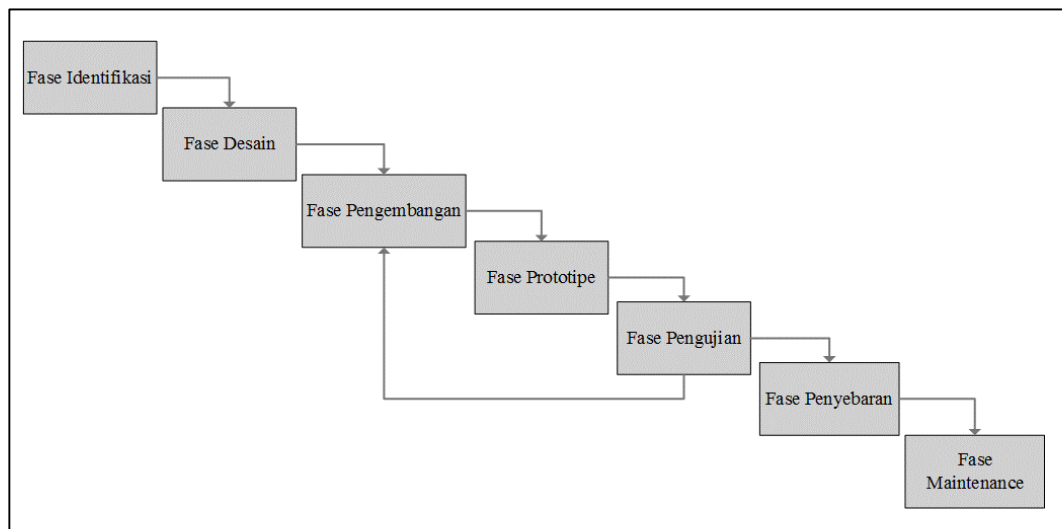 Fase Identifikasi
Fase Desain
Fase Pengembangan
Fase Prototipe
Fase Pengujian
Fase Penyebaran
Fase
Maintenance